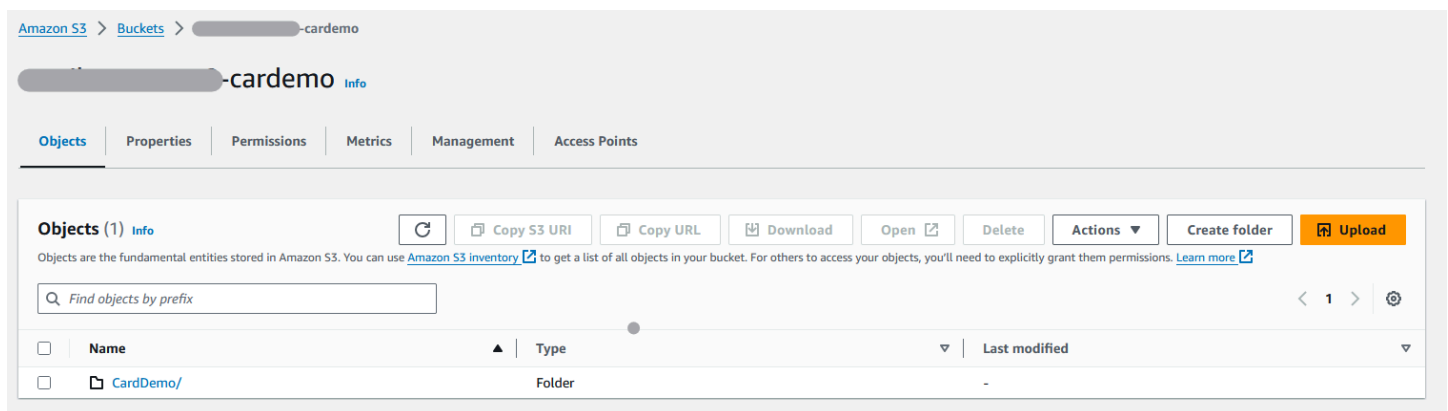 Amazon S3 > Buckets > -cardemo
-cardemo Info
Objects Properties Permissions Metrics Management Access Points
Objects (1) Info Copy S3 URI Copy URL Download Open Delete Actions ▼ Create folder Upload
Objects are the fundamental entities stored in Amazon S3. You can use Amazon S3 inventory to get a list of all objects in your bucket. For others to access your objects, you'll need to explicitly grant them permissions. Learn more
Find objects by prefix < 1 >
Name Type Last modified
CardDemo/ Folder -